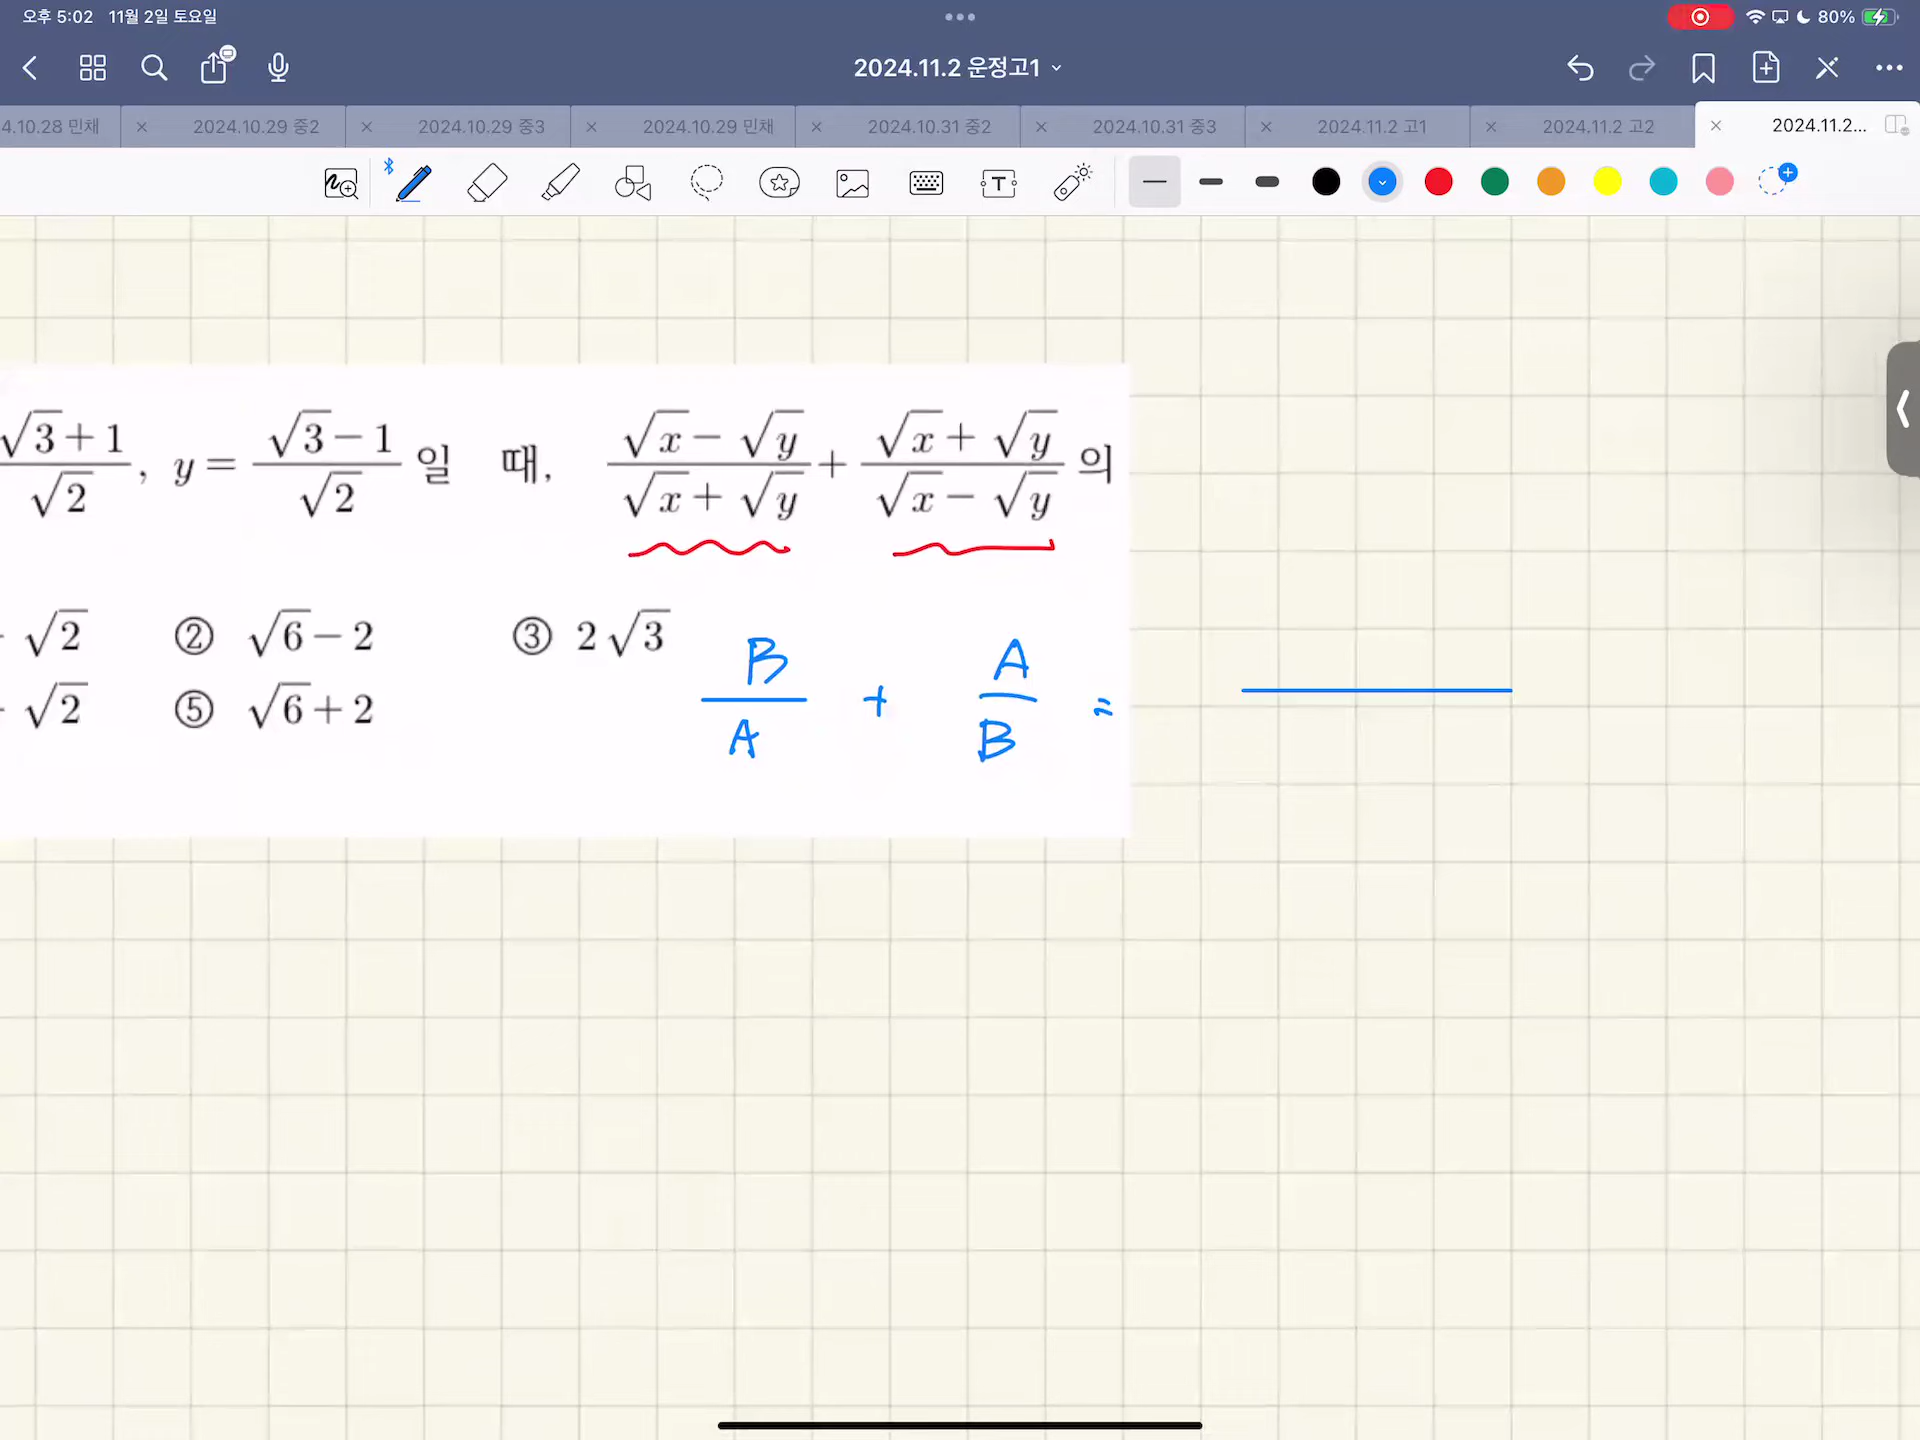 오후 5:02 11월 2일 토요일
80%
2024.11.2 운정고1
4.10.28 민채
2024.10.29 중2
2024.10.29 중3
2024.10.29 민채
2024.10.31 중2
2024.10.31 중3
2024.11.2 고1
2024.11.2 고2
2024.11.2...
(√3+1)/√2, y = (√3−1)/√2 일 때, (√x−√y)/(√x+√y) + (√x+√y)/(√x−√y) 의
√2 ② √6−2 ③ 2√3
√2 ⑤ √6+2
B/A + A/B =